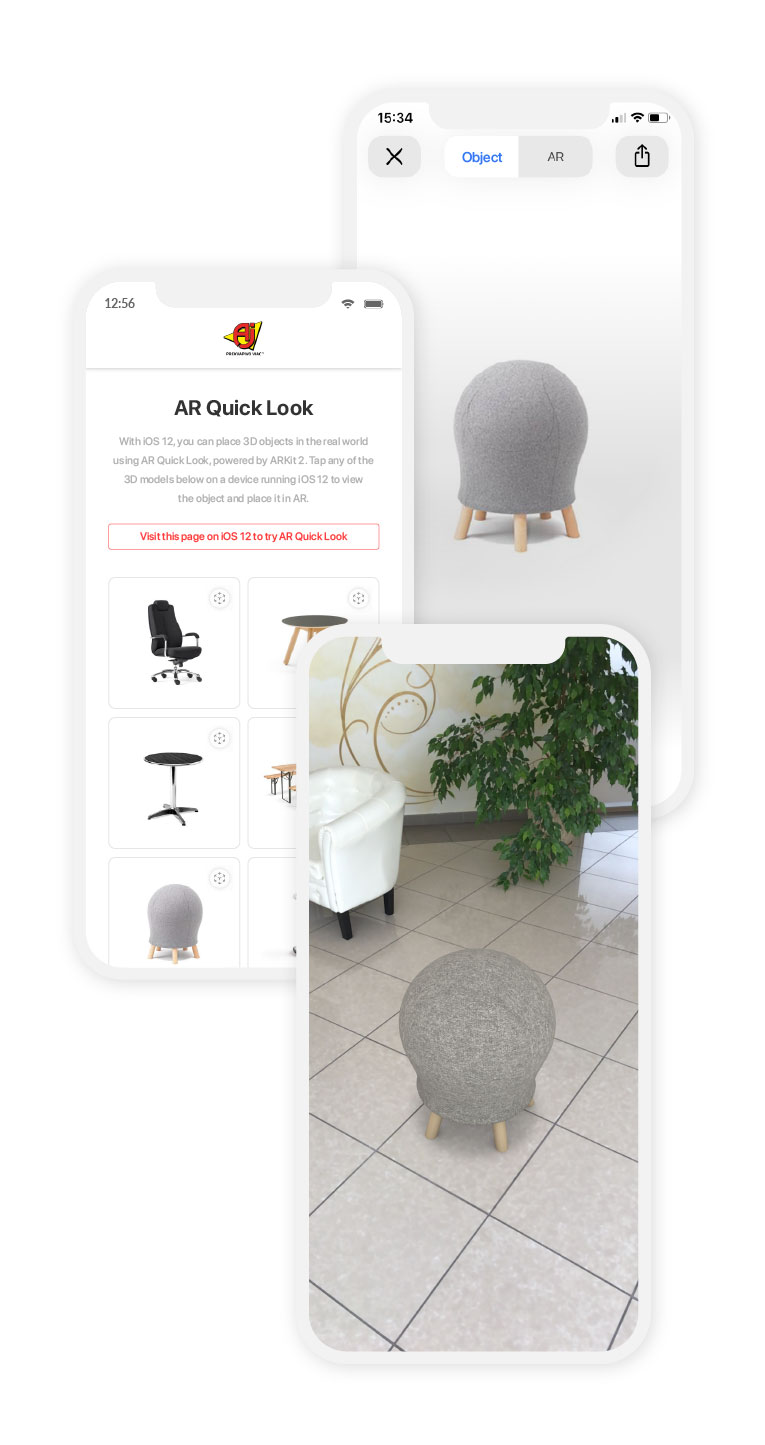 15:34
Object
AR
12:56
AJ
AR Quick Look
With iOS 12, you can place 3D objects in the real world
using AR Quick Look, powered by ARKit 2. Tap any of the
3D models below on a device running iOS 12 to view
the object and place it in AR.
Visit this page on iOS 12 to try AR Quick Look